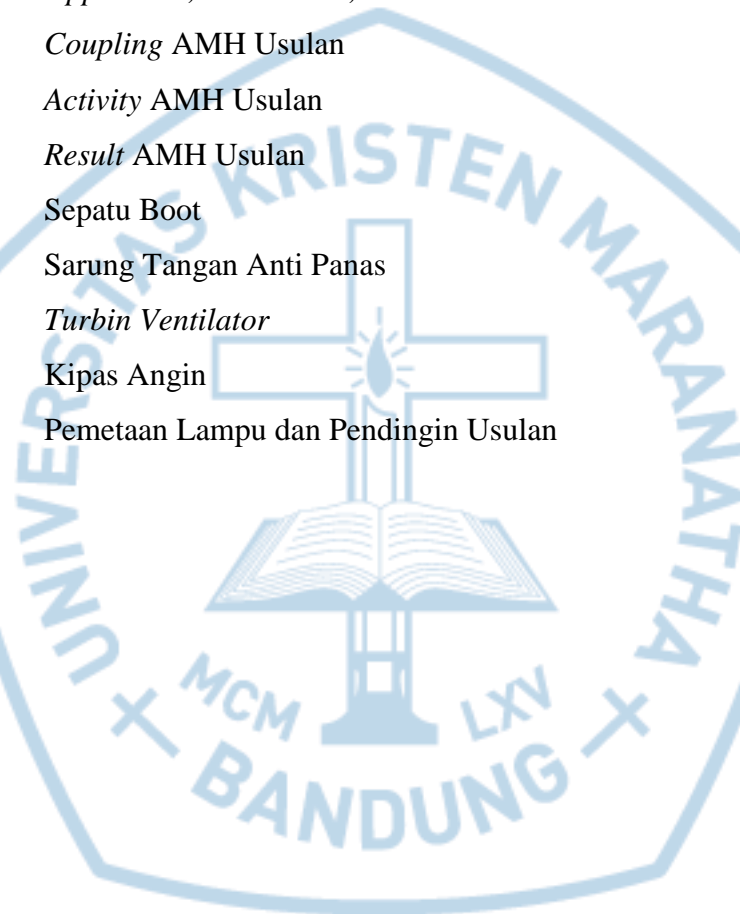 Coupling AMH Usulan
Activity AMH Usulan
Result AMH Usulan
Sepatu Boot
Sarung Tangan Anti Panas
Turbin Ventilator
Kipas Angin
Pemetaan Lampu dan Pendingin Usulan
UNIVERSITAS KRISTEN MARANATHA
MCM LXV
BANDUNG